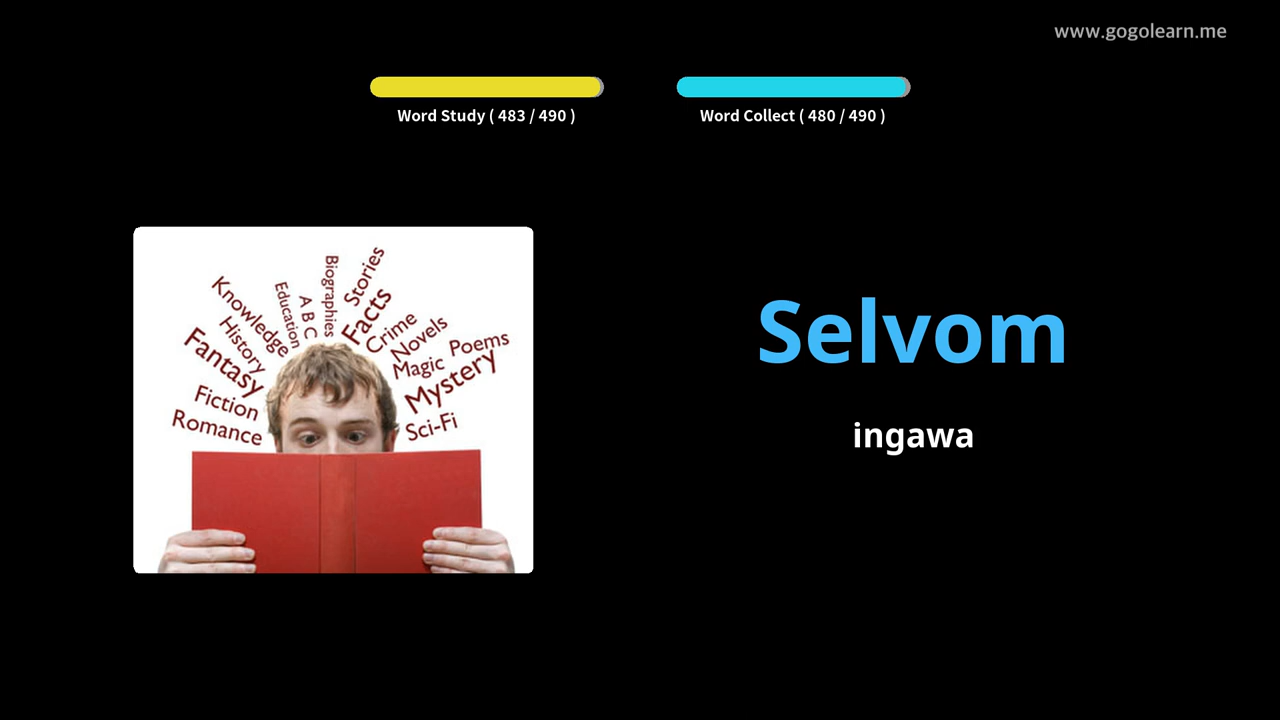 www.gogolearn.me
Word Study ( 483 / 490 )
Word Collect ( 480 / 490 )
Biographies
Stories
Education
A B C
Facts
Knowledge
Crime
History
Novels
Fantasy
Magic
Poems
Mystery
Fiction
Romance
Sci-Fi
Selvom
ingawa